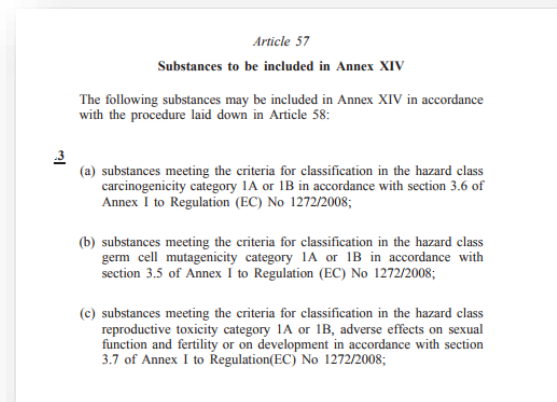 Article 57
Substances to be included in Annex XIV
The following substances may be included in Annex XIV in accordance
with the procedure laid down in Article 58:
.3
(a) substances meeting the criteria for classification in the hazard class
carcinogenicity category 1A or 1B in accordance with section 3.6 of
Annex I to Regulation (EC) No 1272/2008;
(b) substances meeting the criteria for classification in the hazard class
germ cell mutagenicity category 1A or 1B in accordance with
section 3.5 of Annex I to Regulation (EC) No 1272/2008;
(c) substances meeting the criteria for classification in the hazard class
reproductive toxicity category 1A or 1B, adverse effects on sexual
function and fertility or on development in accordance with section
3.7 of Annex I to Regulation(EC) No 1272/2008;